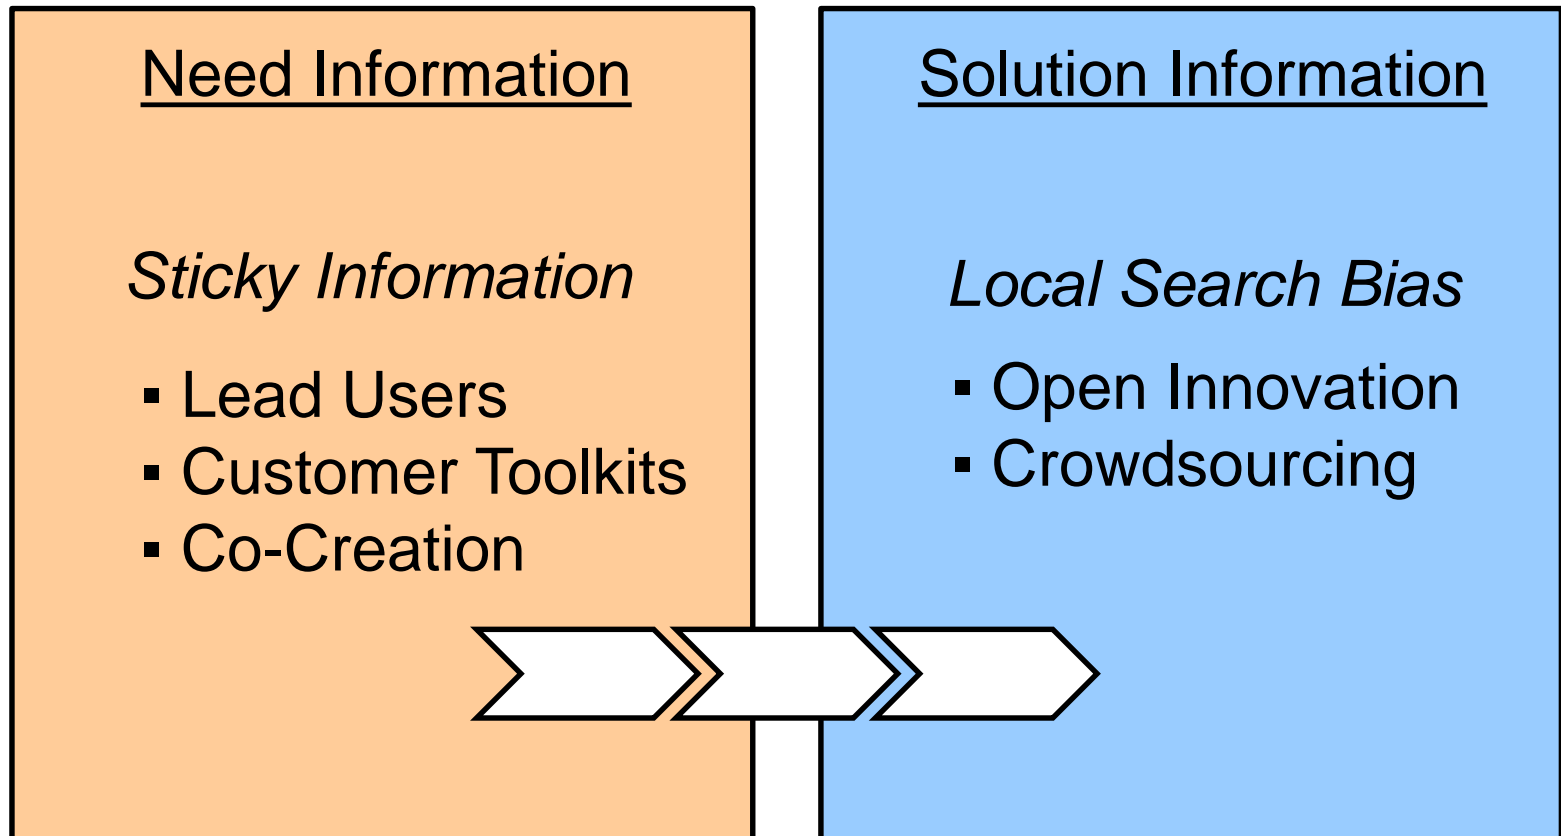 Need Information
Sticky Information
▪ Lead Users
▪ Customer Toolkits
▪ Co-Creation
Solution Information
Local Search Bias
▪ Open Innovation
▪ Crowdsourcing